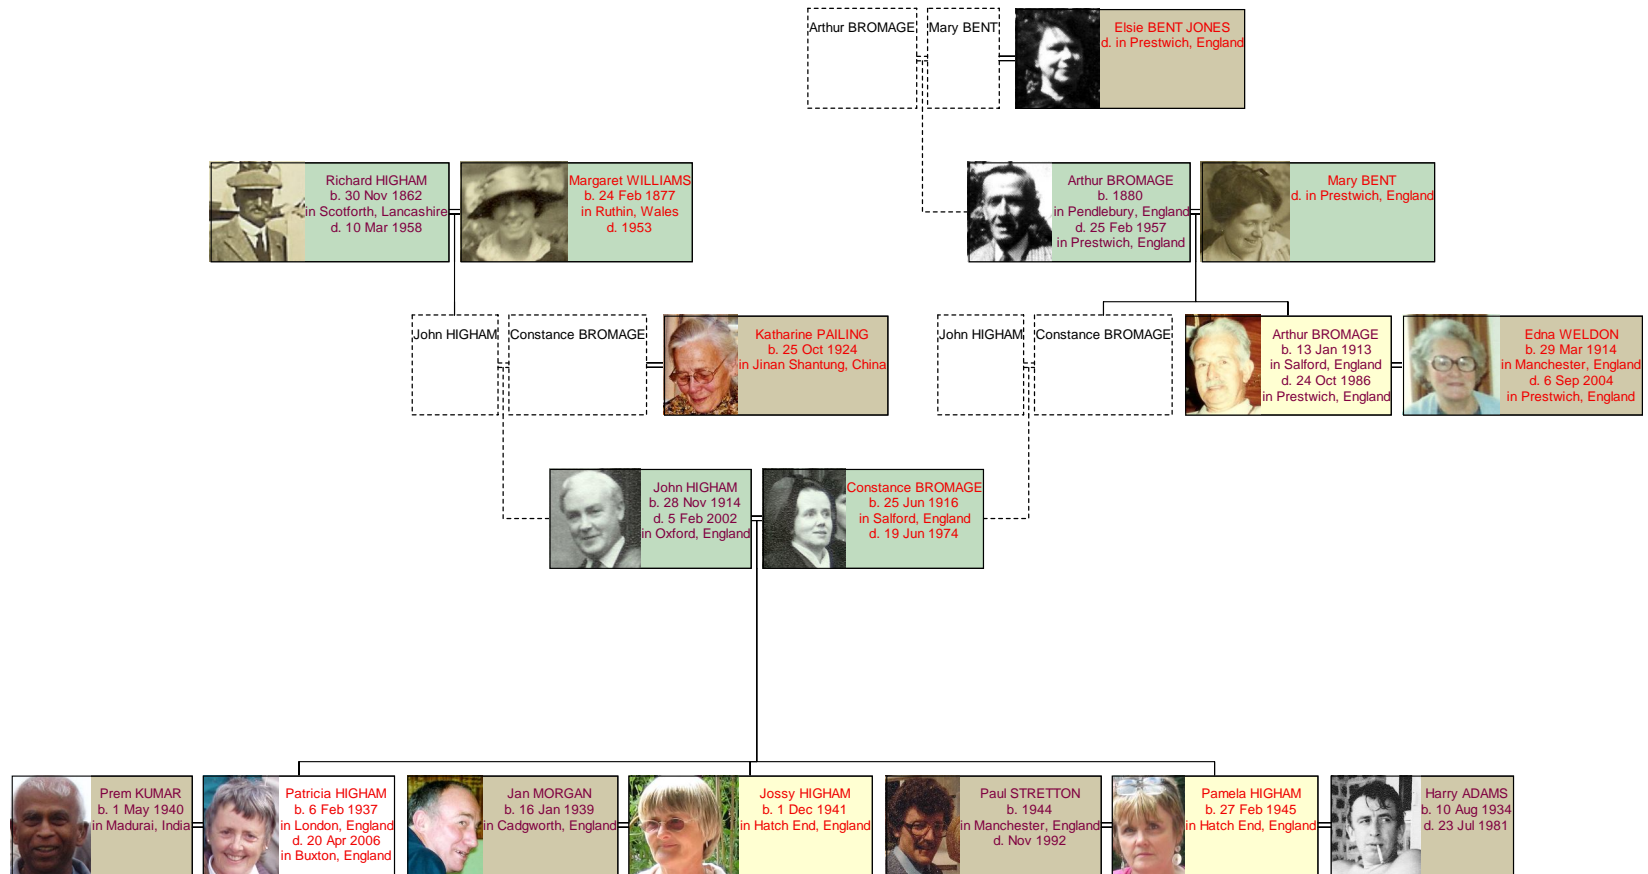 Arthur BROMAGE
Mary BENT
Elsie BENT JONES
d. in Prestwich, England
Richard HIGHAM
b. 30 Nov 1862
in Scotforth, Lancashire
d. 10 Mar 1958
Margaret WILLIAMS
b. 24 Feb 1877
in Ruthin, Wales
d. 1953
Arthur BROMAGE
b. 1880
in Pendlebury, England
d. 25 Feb 1957
in Prestwich, England
Mary BENT
d. in Prestwich, England
John HIGHAM
Constance BROMAGE
Katharine PAILING
b. 25 Oct 1924
in Jinan Shantung, China
John HIGHAM
Constance BROMAGE
Arthur BROMAGE
b. 13 Jan 1913
in Salford, England
d. 24 Oct 1986
in Prestwich, England
Edna WELDON
b. 29 Mar 1914
in Manchester, England
d. 6 Sep 2004
in Prestwich, England
John HIGHAM
b. 28 Nov 1914
d. 5 Feb 2002
in Oxford, England
Constance BROMAGE
b. 25 Jun 1916
in Salford, England
d. 19 Jun 1974
Prem KUMAR
b. 1 May 1940
in Madurai, India
Patricia HIGHAM
b. 6 Feb 1937
in London, England
d. 20 Apr 2006
in Buxton, England
Jan MORGAN
b. 16 Jan 1939
in Cadgworth, England
Jossy HIGHAM
b. 1 Dec 1941
in Hatch End, England
Paul STRETTON
b. 1944
in Manchester, England
d. Nov 1992
Pamela HIGHAM
b. 27 Feb 1945
in Hatch End, England
Harry ADAMS
b. 10 Aug 1934
d. 23 Jul 1981